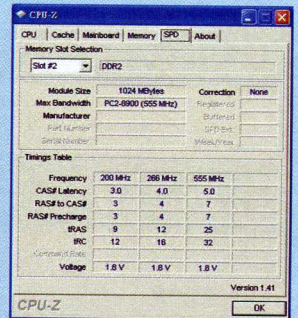 CPU-Z
CPU Cache Mainboard Memory SPD About
Memory Slot Selection
Slot #2 DDR2
Module Size 1024 MBytes Correction None
Max Bandwidth PC2-8900 (555 MHz) Registered
Manufacturer Buffered
Part Number SPD Ext.
Serial Number Week/Year
Timings Table
Frequency 200 MHz 266 MHz 555 MHz
CAS# Latency 3.0 4.0 5.0
RAS# to CAS# 3 4 7
RAS# Precharge 3 4 7
tRAS 9 12 25
tRC 12 16 32
Command Rate
Voltage 1.8 V 1.8 V 1.8 V
Version 1.41
CPU-Z OK